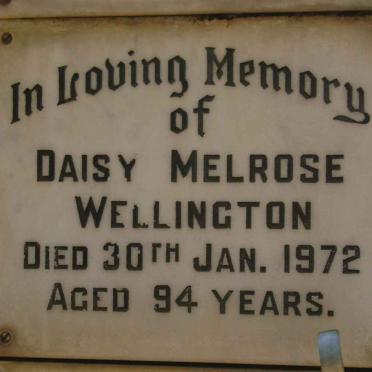 In Loving Memory
of
DAISY MELROSE
WELLINGTON
DIED 30TH JAN. 1972
AGED 94 YEARS.